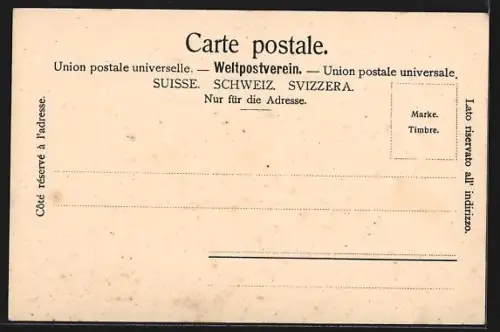 Carte postale.
Union postale universelle. — Weltpostverein. — Union postale universale.
SUISSE. SCHWEIZ. SVIZZERA.
Nur für die Adresse.
Marke.
Timbre.
Côté réservé à l'adresse.
Lato riservato all' indirizzo.